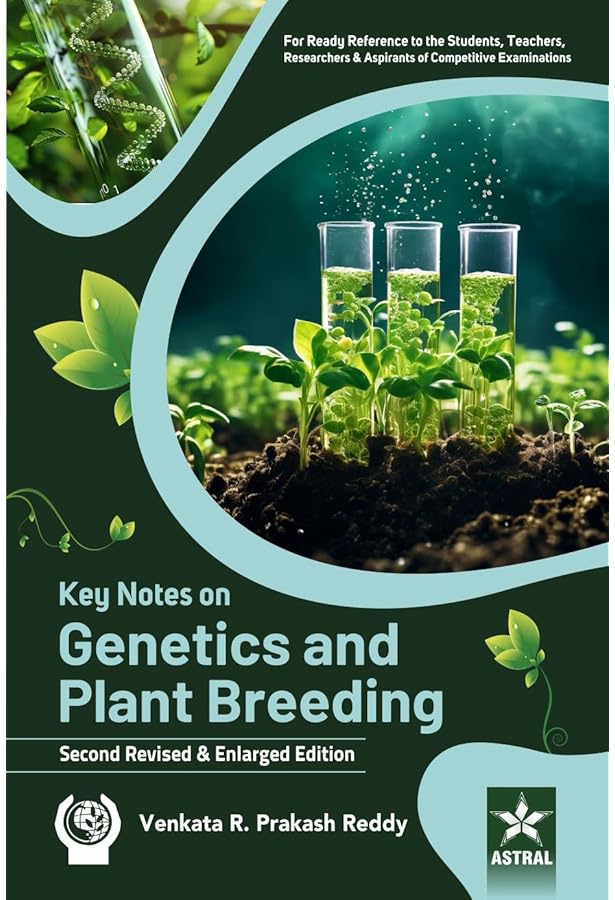 For Ready Reference to the Students, Teachers,
Researchers & Aspirants of Competitive Examinations
Key Notes on
Genetics and
Plant Breeding
Second Revised & Enlarged Edition
Venkata R. Prakash Reddy
ASTRAL